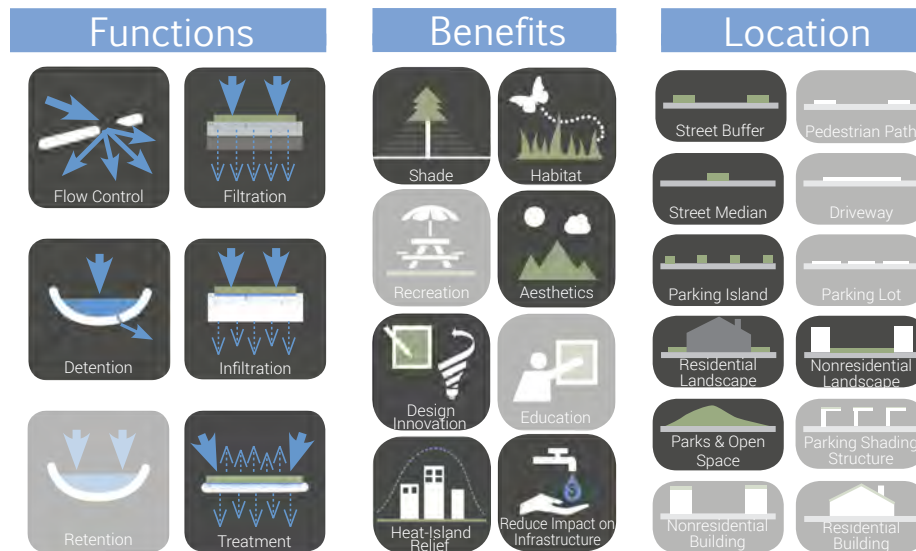 Functions
Flow Control
Filtration
Detention
Infiltration
Retention
Treatment
Benefits
Shade
Habitat
Recreation
Aesthetics
Design
Innovation
Education
Heat-Island
Relief
Reduce Impact on
Infrastructure
$
Location
Street Buffer
Pedestrian Path
Street Median
Driveway
Parking Island
Parking Lot
Residential
Landscape
Nonresidential
Landscape
Parks & Open
Space
Parking Shading
Structure
Nonresidential
Building
Residential
Building